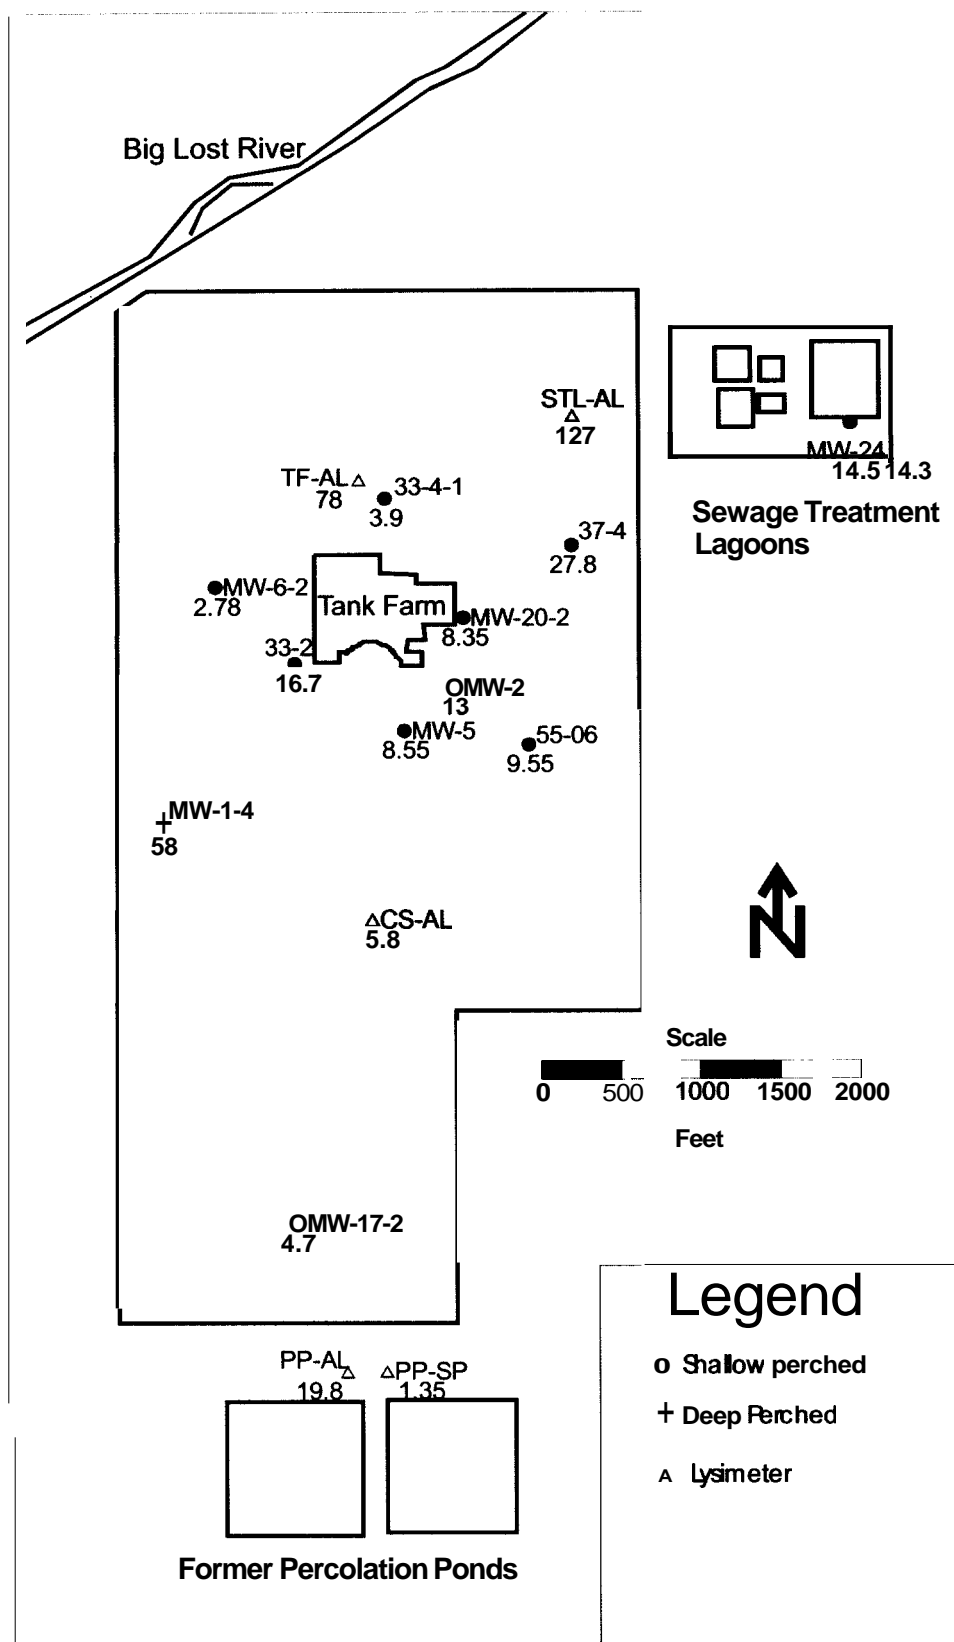 Big Lost River
STL-AL
127
MW-24
14.5 14.3
Sewage Treatment
Lagoons
TF-AL
78
33-4-1
3.9
37-4
27.8
MW-6-2
2.78
Tank Farm
MW-20-2
8.35
33-2
16.7
OMW-2
13
MW-5
8.55
55-06
9.55
MW-1-4
58
CS-AL
5.8
N
Scale
0 500 1000 1500 2000
Feet
OMW-17-2
4.7
Legend
o Shallow perched
+ Deep Perched
A Lysimeter
PP-AL
19.8
PP-SP
1.35
Former Percolation Ponds